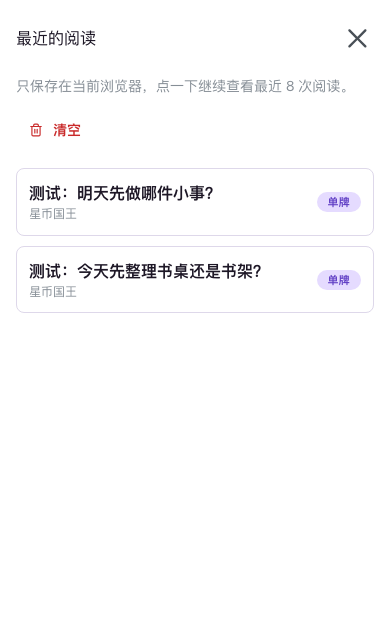 最近的阅读
只保存在当前浏览器，点一下继续查看最近 8 次阅读。
清空
测试：明天先做哪件小事？
单牌
星币国王
测试：今天先整理书桌还是书架？
单牌
星币国王